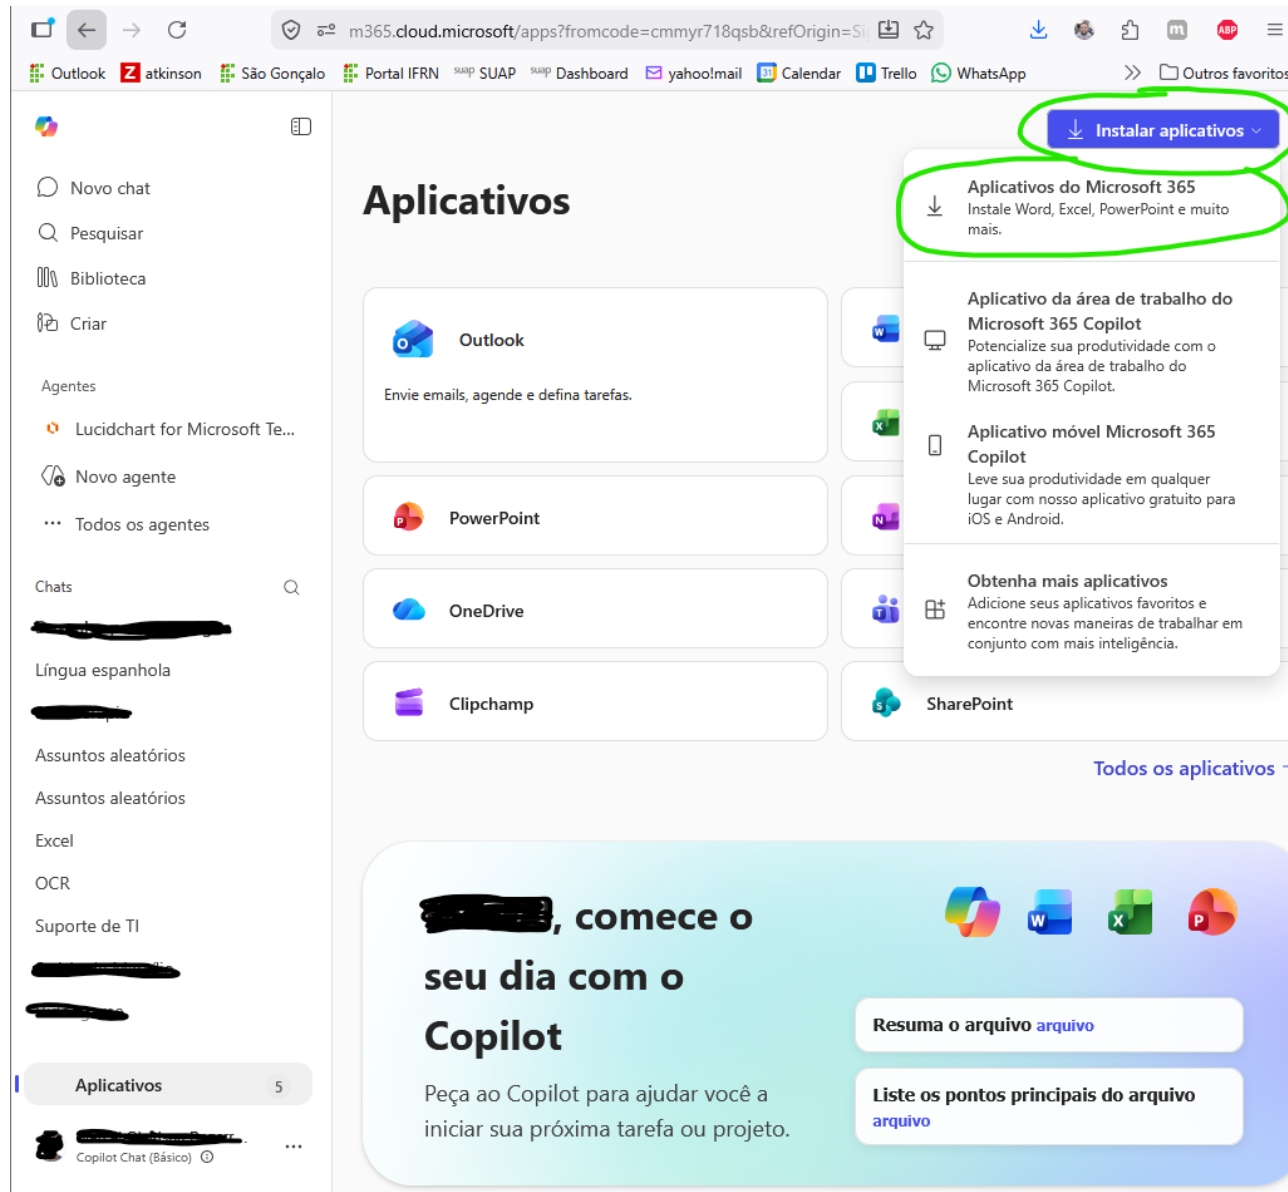 m365.cloud.microsoft/apps?fromcode=cmmyr718qsb&refOrigin=Si
ABP
Outlook
Z atkinson
São Gonçalo
Portal IFRN
suap SUAP
suap Dashboard
yahoo!mail
31 Calendar
Trello
WhatsApp
Outros favoritos
Instalar aplicativos
Novo chat
Pesquisar
Biblioteca
Criar
Agentes
Lucidchart for Microsoft Te...
Novo agente
Todos os agentes
Chats
Língua espanhola
Assuntos aleatórios
Assuntos aleatórios
Excel
OCR
Suporte de TI
Aplicativos 5
Copilot Chat (Básico)
Aplicativos
Outlook
Envie emails, agende e defina tarefas.
PowerPoint
OneDrive
Clipchamp
SharePoint
Aplicativos do Microsoft 365
Instale Word, Excel, PowerPoint e muito
mais.
Aplicativo da área de trabalho do
Microsoft 365 Copilot
Potencialize sua produtividade com o
aplicativo da área de trabalho do
Microsoft 365 Copilot.
Aplicativo móvel Microsoft 365
Copilot
Leve sua produtividade em qualquer
lugar com nosso aplicativo gratuito para
iOS e Android.
Obtenha mais aplicativos
Adicione seus aplicativos favoritos e
encontre novas maneiras de trabalhar em
conjunto com mais inteligência.
Todos os aplicativos
, comece o
seu dia com o
Copilot
Peça ao Copilot para ajudar você a
iniciar sua próxima tarefa ou projeto.
Resuma o arquivo arquivo
Liste os pontos principais do arquivo
arquivo